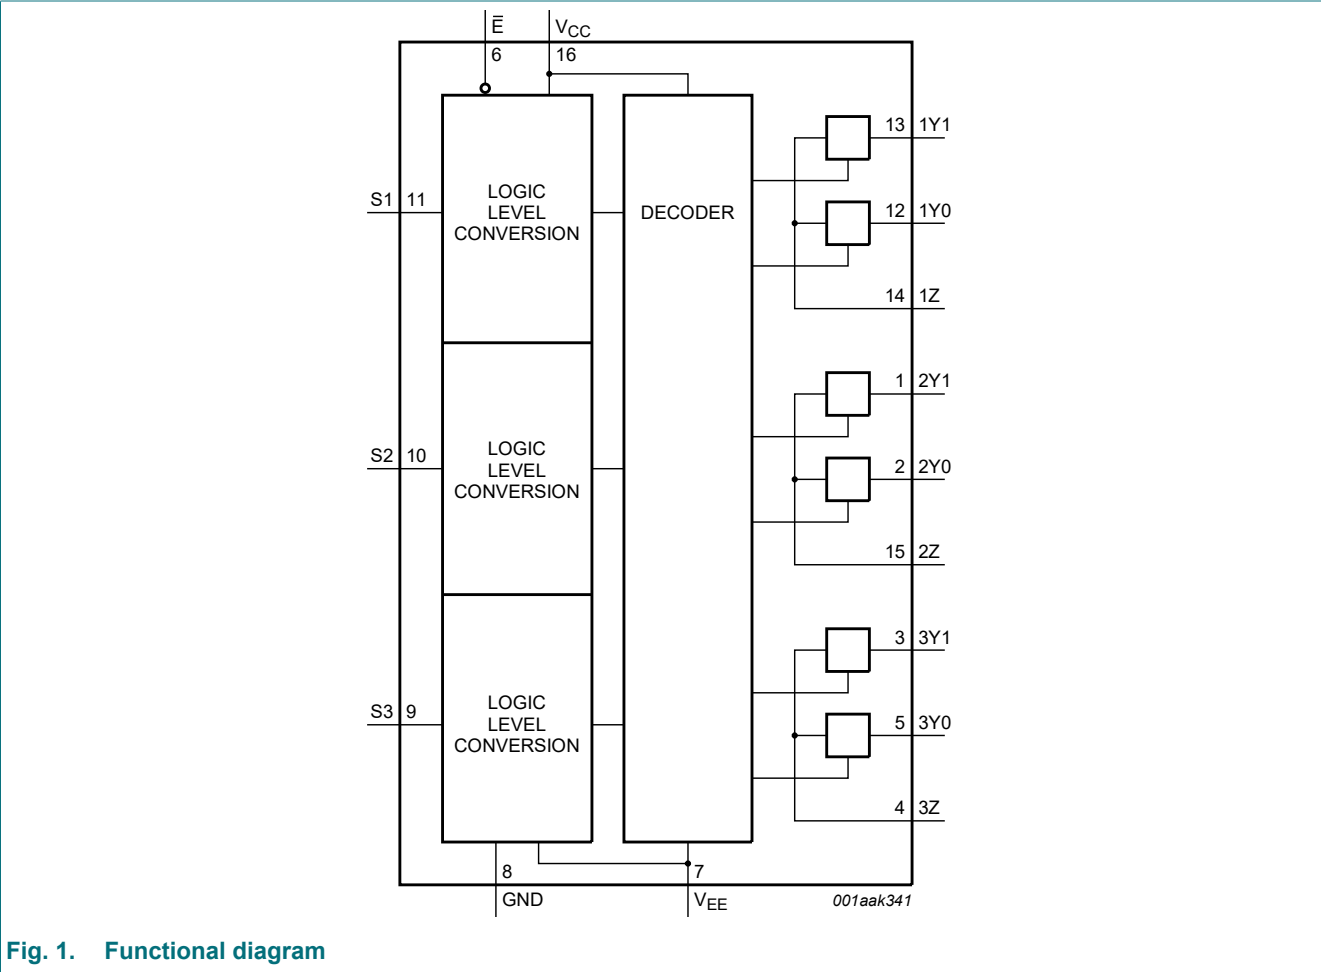 E̅ VCC
6 16
13 1Y1
S1 11
LOGIC
LEVEL
CONVERSION
DECODER
12 1Y0
14 1Z
1 2Y1
S2 10
LOGIC
LEVEL
CONVERSION
2 2Y0
15 2Z
3 3Y1
S3 9
LOGIC
LEVEL
CONVERSION
5 3Y0
4 3Z
8 7
GND VEE 001aak341
Fig. 1. Functional diagram